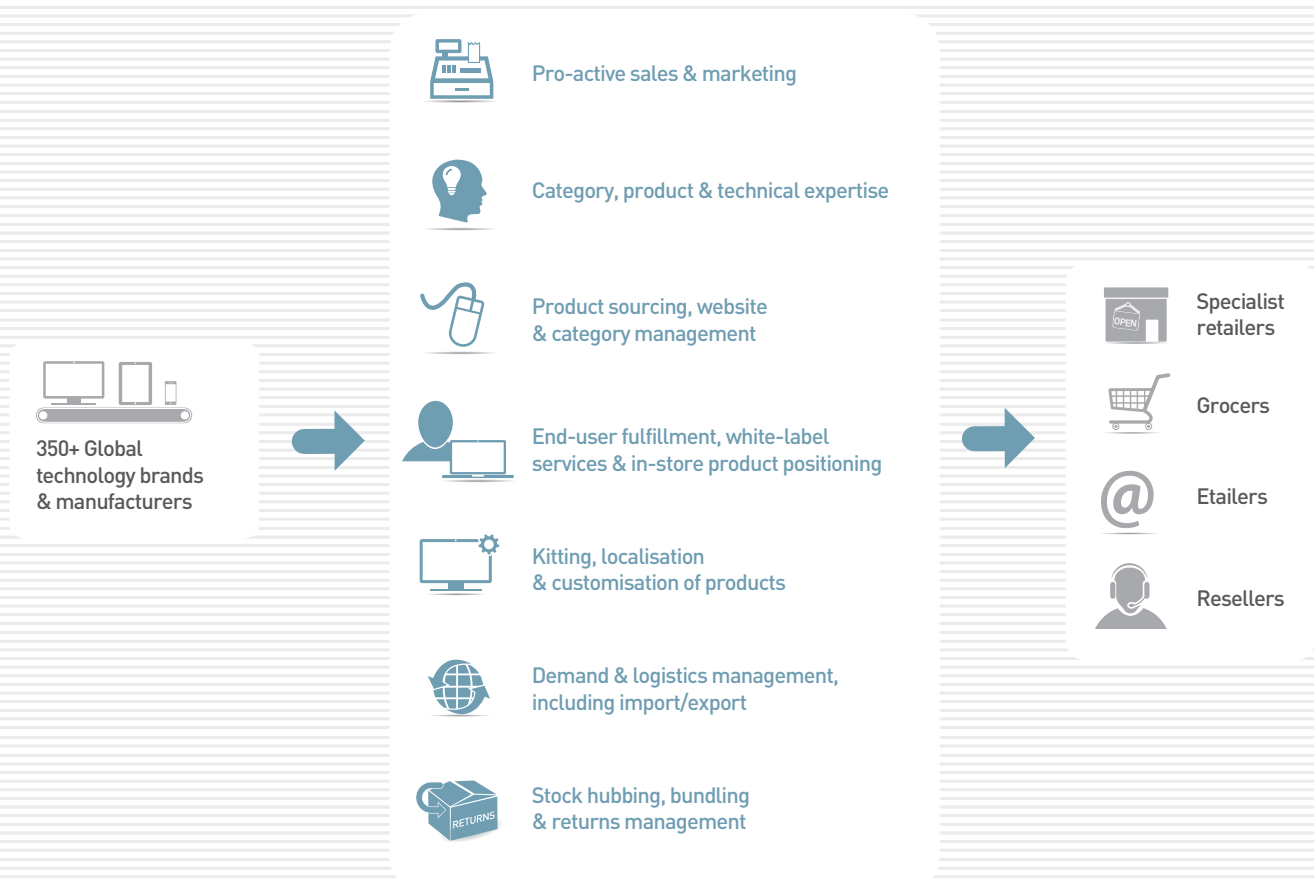 350+ Global
technology brands
& manufacturers
Pro-active sales & marketing
Category, product & technical expertise
Product sourcing, website
& category management
End-user fulfillment, white-label
services & in-store product positioning
Kitting, localisation
& customisation of products
Demand & logistics management,
including import/export
RETURNS
Stock hubbing, bundling
& returns management
OPEN
Specialist
retailers
Grocers
@
Etailers
Resellers